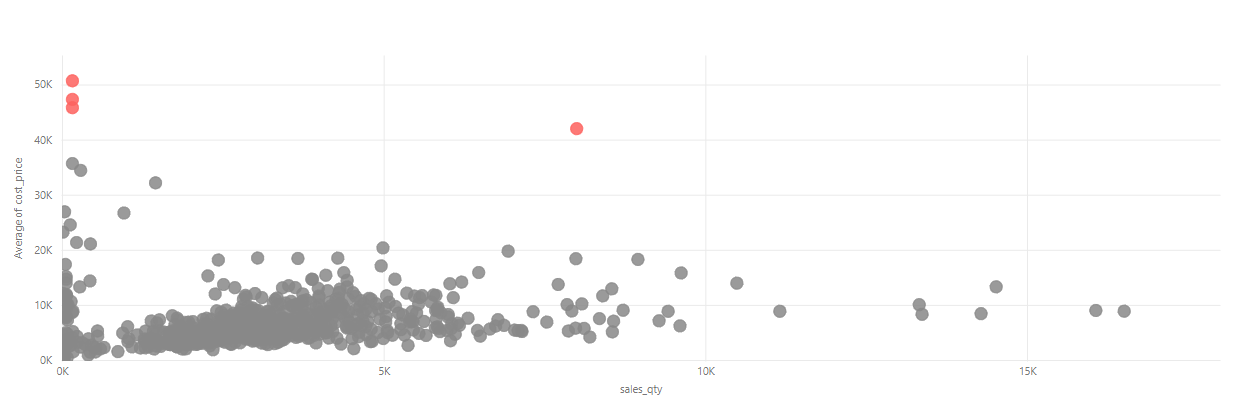 50K
40K
30K
20K
10K
0K
Average of cost_price
0K 5K 10K 15K
sales_qty